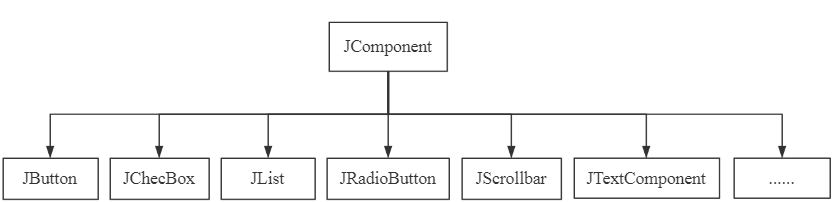 JComponent
JButton
JChecBox
JList
JRadioButton
JScrollbar
JTextComponent
......